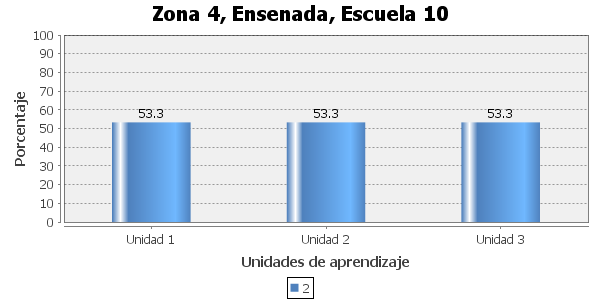 Zona 4, Ensenada, Escuela 10
Porcentaje
100
90
80
70
60
50
40
30
20
10
0
53.3 53.3 53.3
Unidad 1 Unidad 2 Unidad 3
Unidades de aprendizaje
2